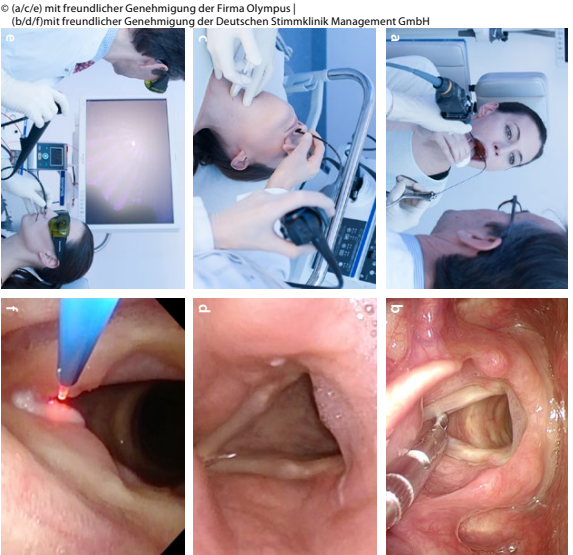 © (a/c/e) mit freundlicher Genehmigung der Firma Olympus |
(b/d/f)mit freundlicher Genehmigung der Deutschen Stimmklinik Management GmbH
e
c
a
f
d
b